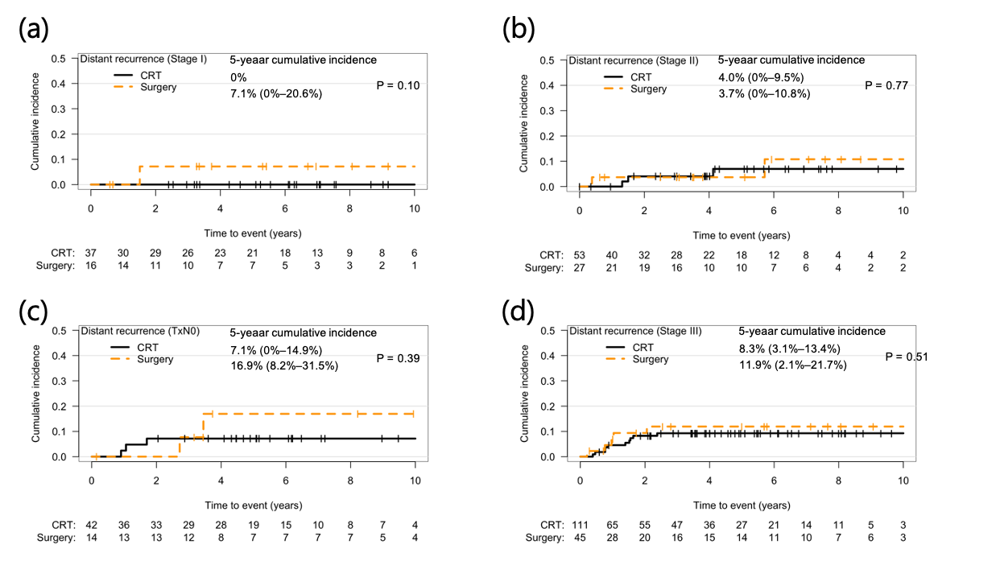 (a)
Distant recurrence (Stage I)
5-yeaar cumulative incidence
CRT
0%
Surgery
7.1% (0%–20.6%)
P = 0.10
Cumulative incidence
0.5
0.4
0.3
0.2
0.1
0.0
0 2 4 6 8 10
Time to event (years)
CRT: 37 30 29 26 23 21 18 13 9 8 6
Surgery: 16 14 11 10 7 7 5 3 3 2 1
(b)
Distant recurrence (Stage II)
5-yeaar cumulative incidence
CRT
4.0% (0%–9.5%)
Surgery
3.7% (0%–10.8%)
P = 0.77
Cumulative incidence
0.5
0.4
0.3
0.2
0.1
0.0
0 2 4 6 8 10
Time to event (years)
CRT: 53 40 32 28 22 18 12 8 4 4 2
Surgery: 27 21 19 16 10 10 7 6 4 2 2
(c)
Distant recurrence (TxN0)
5-yeaar cumulative incidence
CRT
7.1% (0%–14.9%)
Surgery
16.9% (8.2%–31.5%)
P = 0.39
Cumulative incidence
0.5
0.4
0.3
0.2
0.1
0.0
0 2 4 6 8 10
Time to event (years)
CRT: 42 36 33 29 28 19 15 10 8 7 4
Surgery: 14 13 13 12 8 7 7 7 7 5 4
(d)
Distant recurrence (Stage III)
5-yeaar cumulative incidence
CRT
8.3% (3.1%–13.4%)
Surgery
11.9% (2.1%–21.7%)
P = 0.51
Cumulative incidence
0.5
0.4
0.3
0.2
0.1
0.0
0 2 4 6 8 10
Time to event (years)
CRT: 111 65 55 47 36 27 21 14 11 5 3
Surgery: 45 28 20 16 15 14 11 10 7 6 3